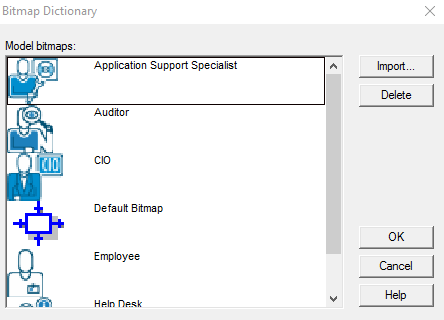 Bitmap Dictionary
Model bitmaps:
Application Support Specialist
Import...
Delete
Auditor
CIO
CIO
Default Bitmap
Employee
OK
Cancel
Help Desk
Help